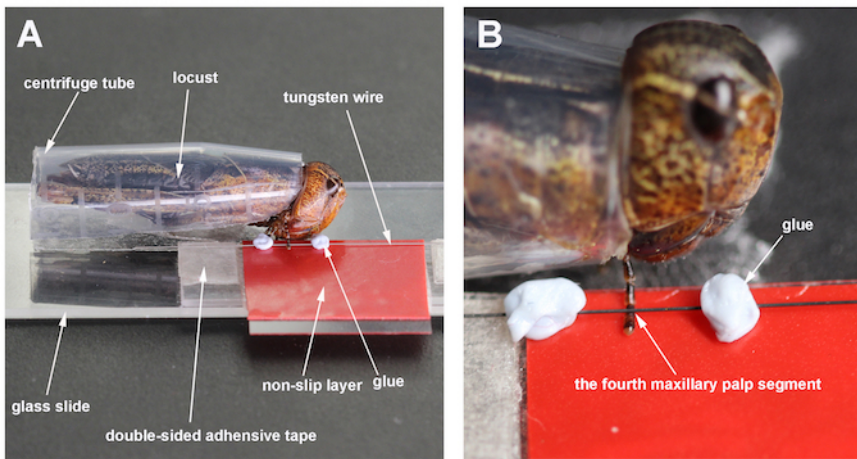 A
centrifuge tube
locust
tungsten wire
non-slip layer
glue
glass slide
double-sided adhensive tape
B
glue
the fourth maxillary palp segment